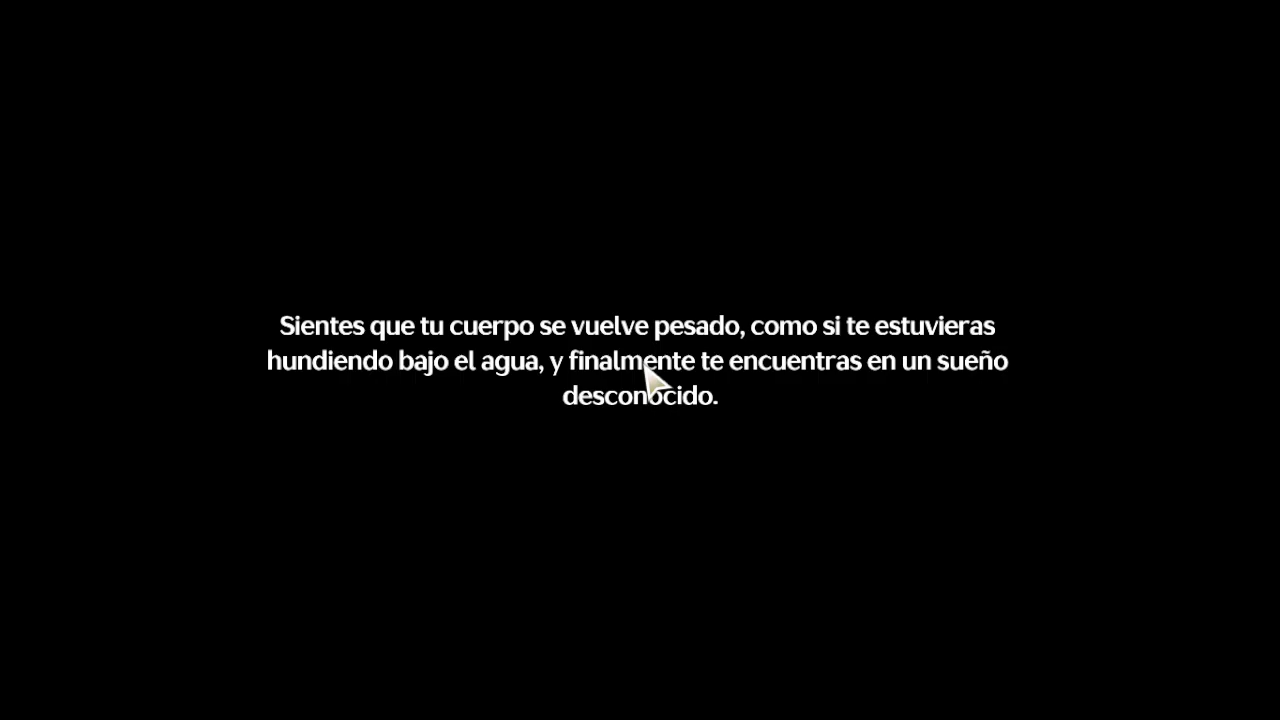 Sientes que tu cuerpo se vuelve pesado, como si te estuvieras
hundiendo bajo el agua, y finalmente te encuentras en un sueño
desconocido.